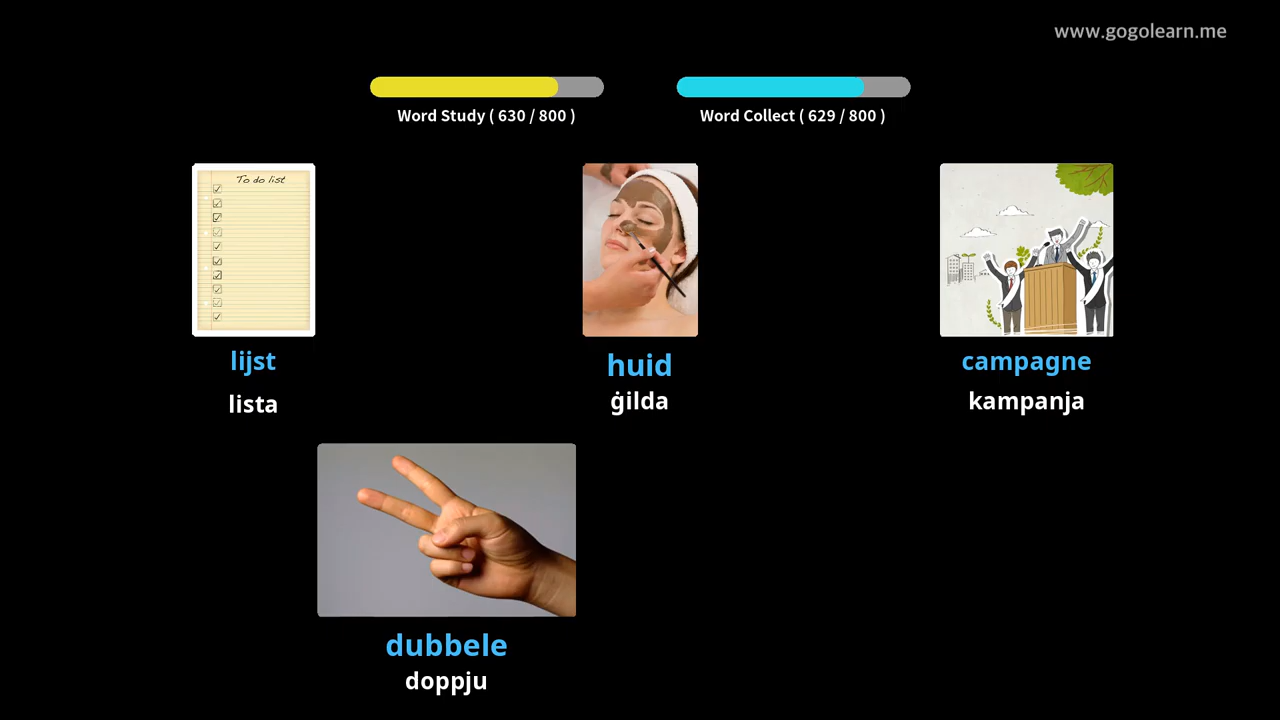 www.gogolearn.me
Word Study ( 630 / 800 )
Word Collect ( 629 / 800 )
To do list
lijst
lista
huid
ġilda
campagne
kampanja
dubbele
doppju